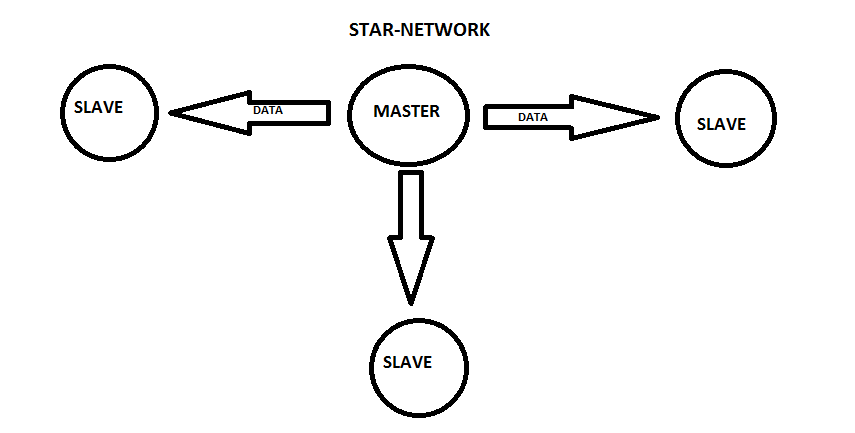 STAR-NETWORK
SLAVE
DATA
MASTER
DATA
SLAVE
SLAVE